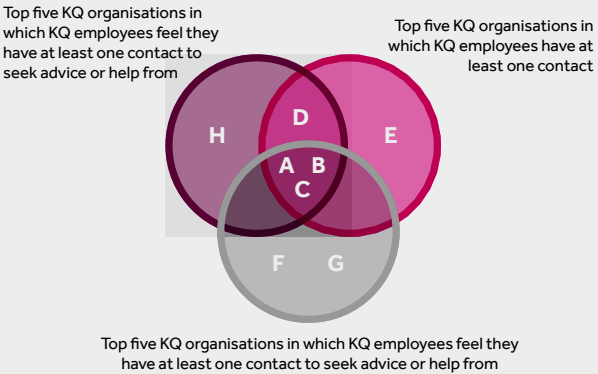 Top five KQ organisations in
which KQ employees feel they
have at least one contact to
seek advice or help from
Top five KQ organisations in
which KQ employees have at
least one contact
D
H
E
A B
C
F G
Top five KQ organisations in which KQ employees feel they
have at least one contact to seek advice or help from